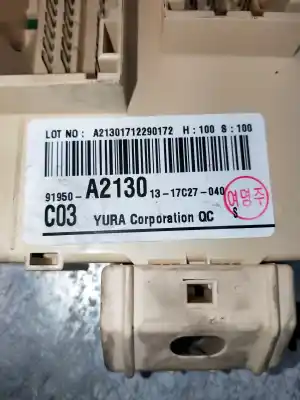 LOT NO : A21301712290172 H:100 S:100
91950- A2130 13-17C27-040
C03 YURA Corporation QC S